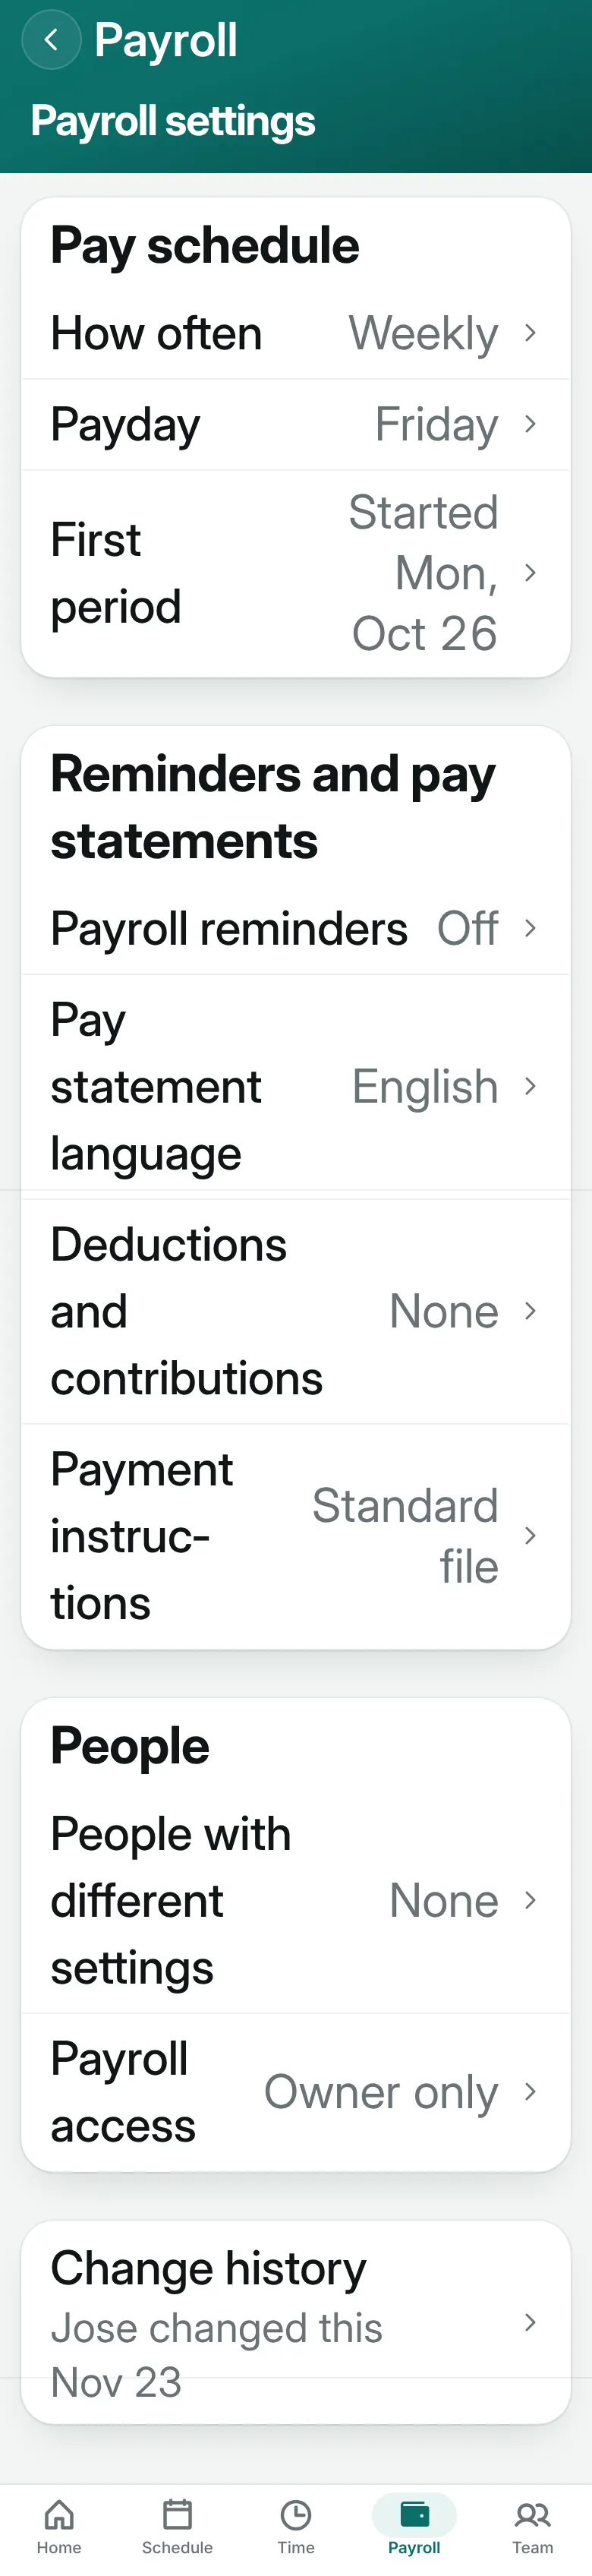 Payroll
Payroll settings
Pay schedule
How often
Weekly
Payday
Friday
First
period
Started
Mon,
Oct 26
Reminders and pay
statements
Payroll reminders
Off
Pay
statement
language
English
Deductions
and
contributions
None
Payment
instruc-
tions
Standard
file
People
People with
different
settings
None
Payroll
access
Owner only
Change history
Jose changed this
Nov 23
Home
Schedule
Time
Payroll
Team